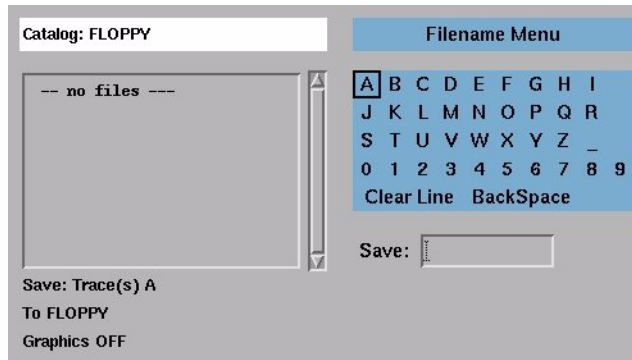 Catalog: FLOPPY
-- no files ---
Save: Trace(s) A
To FLOPPY
Graphics OFF
Filename Menu
A B C D E F G H I
J K L M N O P Q R
S T U V W X Y Z _
0 1 2 3 4 5 6 7 8 9
Clear Line BackSpace
Save: